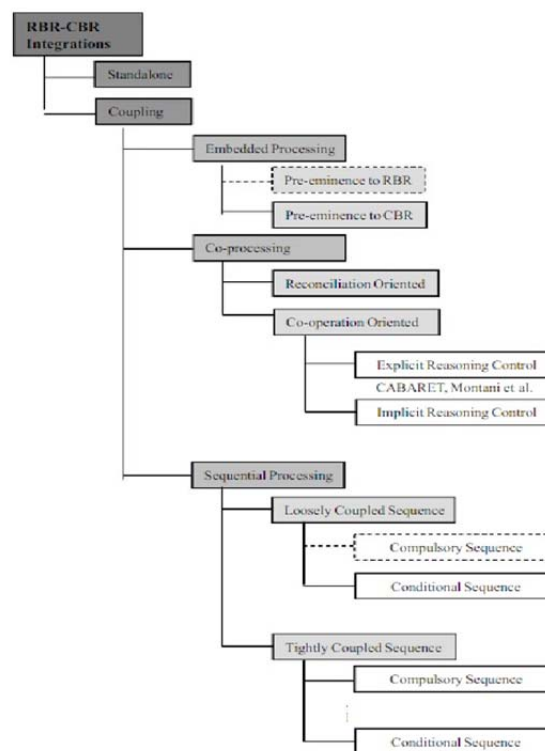 RBR-CBR
Integrations
Standalone
Coupling
Embedded Processing
Pre-eminence to RBR
Pre-eminence to CBR
Co-processing
Reconciliation Oriented
Co-operation Oriented
Explicit Reasoning Control
CABARET, Montani et al.
Implicit Reasoning Control
Sequential Processing
Loosely Coupled Sequence
Compulsory Sequence
Conditional Sequence
Tightly Coupled Sequence
Compulsory Sequence
Conditional Sequence